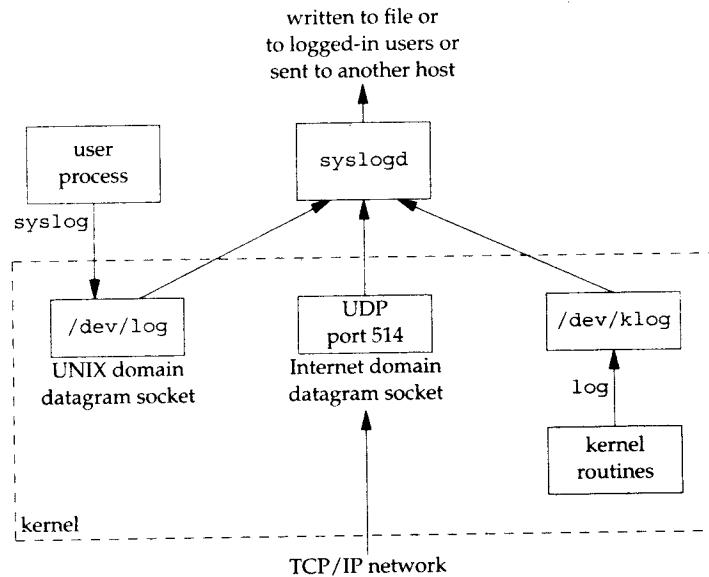 written to file or
to logged-in users or
sent to another host
user
process
syslogd
syslog
/dev/log
UNIX domain
datagram socket
UDP
port 514
Internet domain
datagram socket
/dev/klog
log
kernel
routines
kernel
TCP/IP network